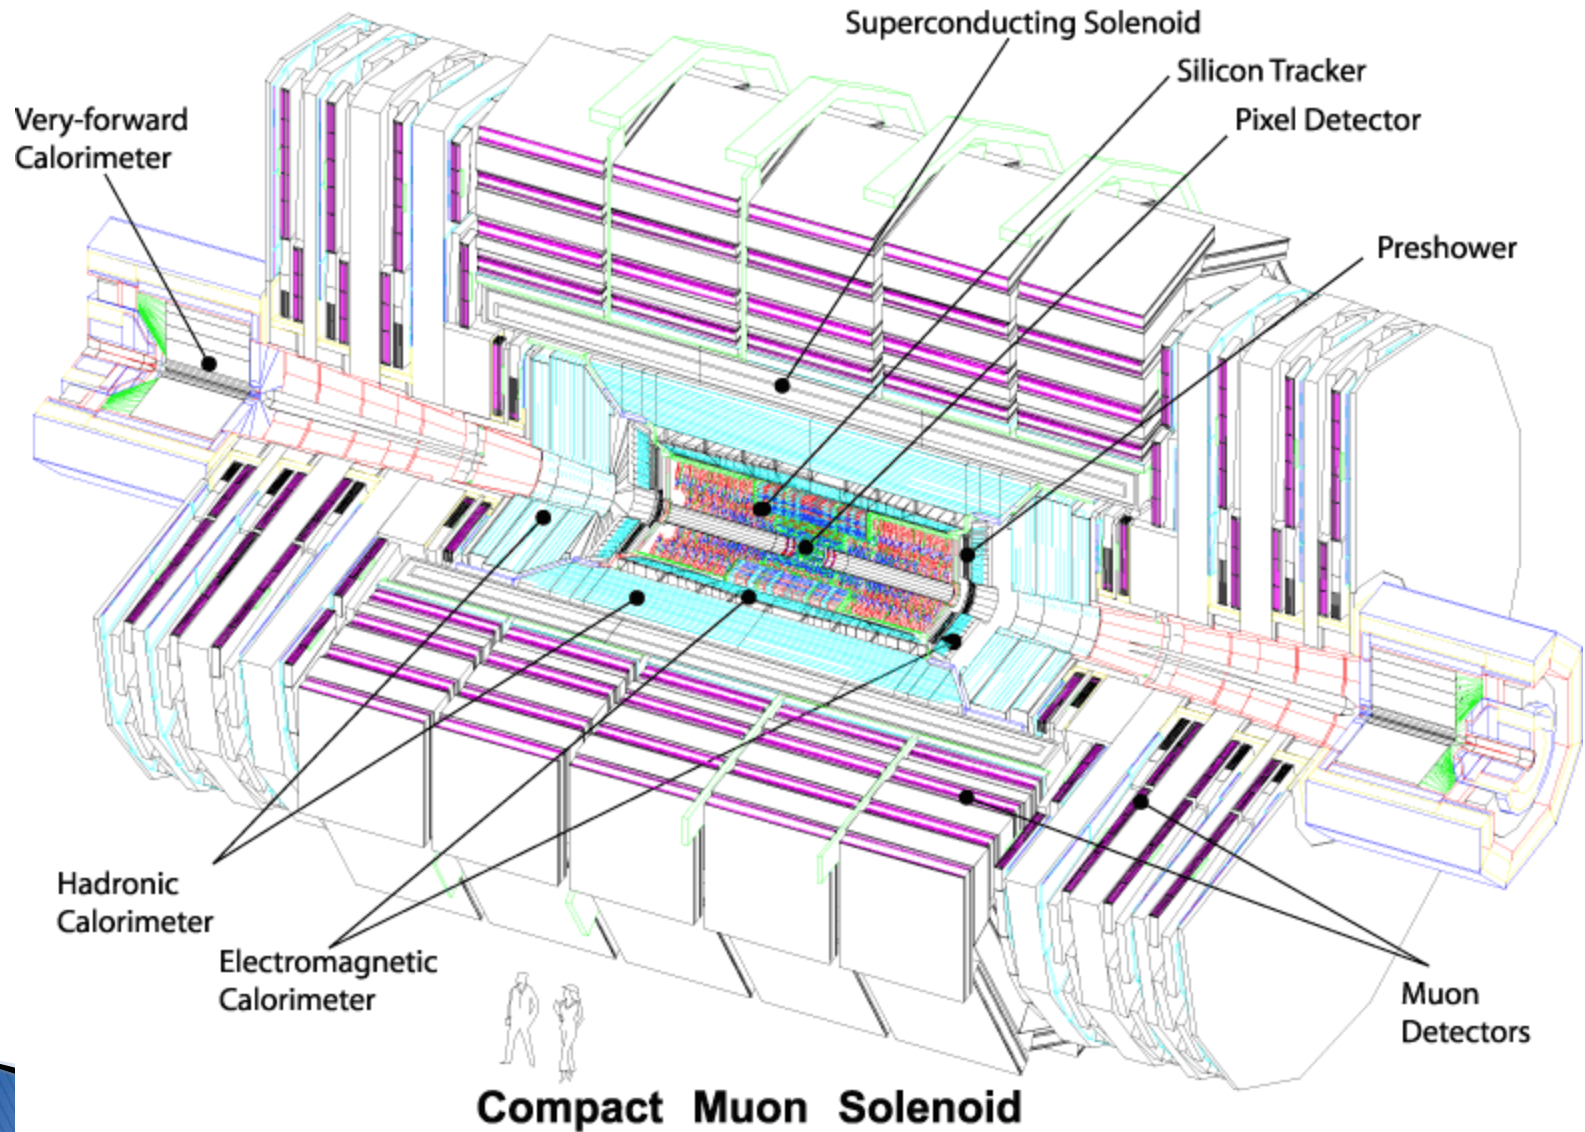 Superconducting Solenoid
Silicon Tracker
Pixel Detector
Very-forward
Calorimeter
Preshower
Hadronic
Calorimeter
Electromagnetic
Calorimeter
Muon
Detectors
Compact Muon Solenoid